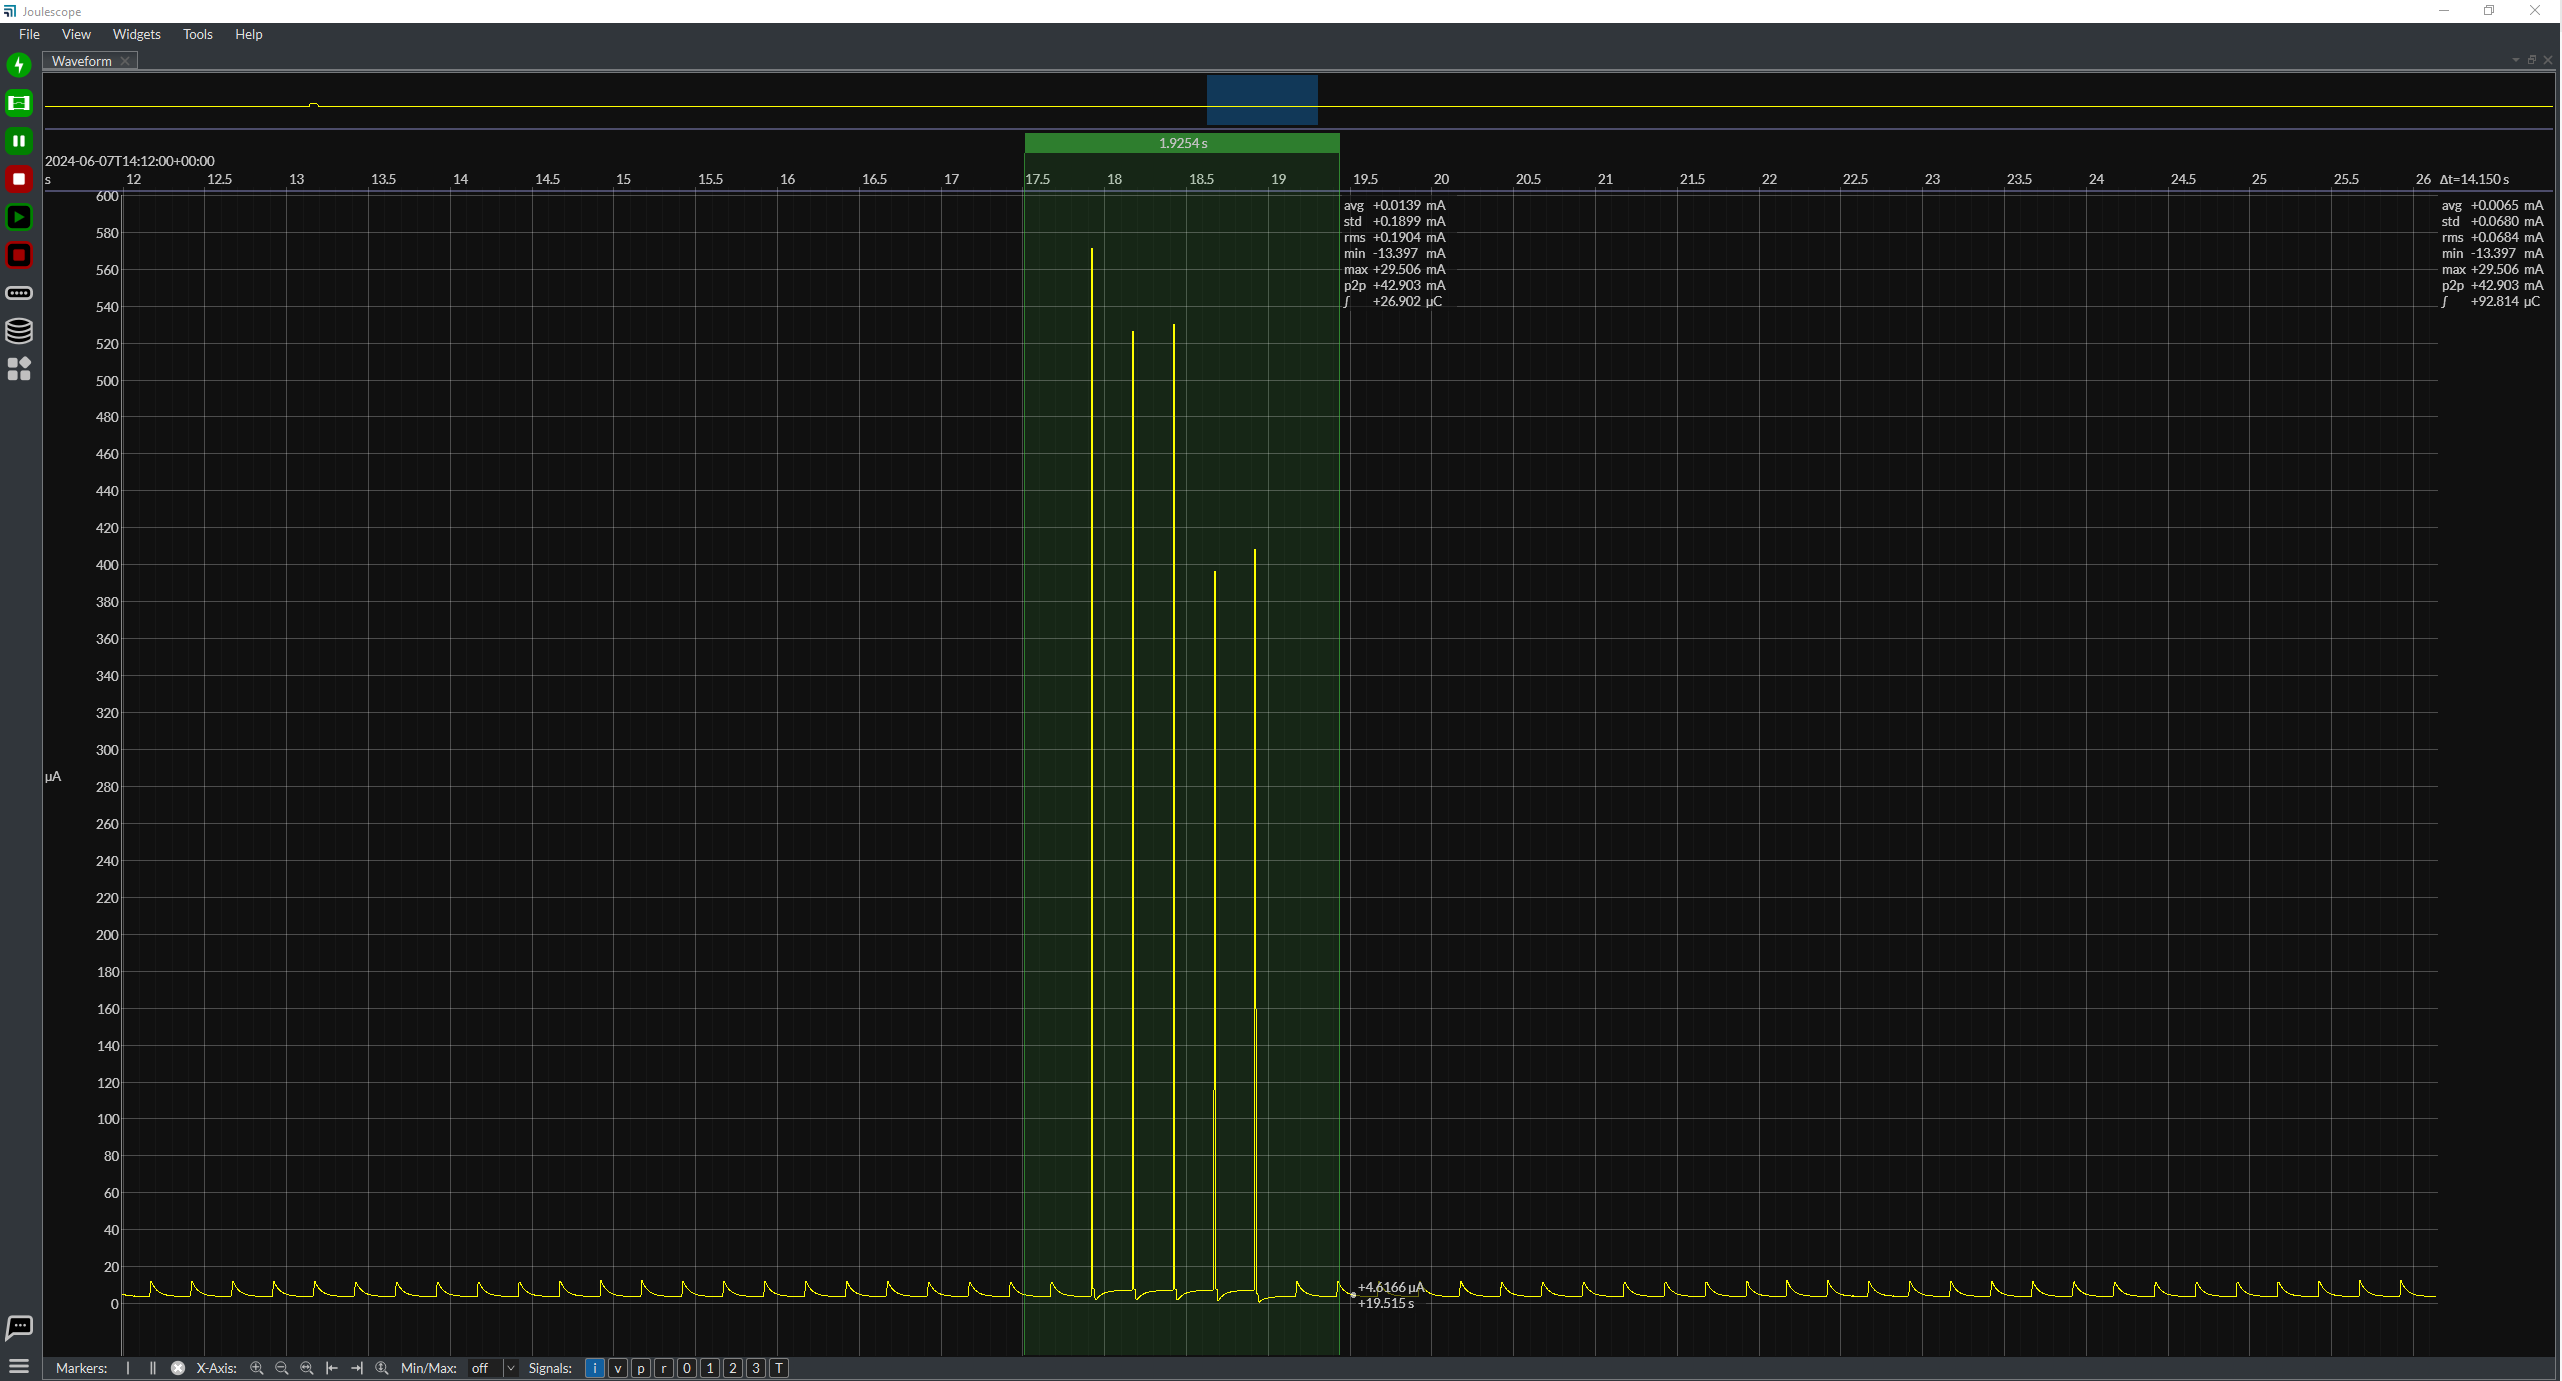 Joulescope
File View Widgets Tools Help
Waveform
1.9254 s
2024-06-07T14:12:00+00:00
s 12 12.5 13 13.5 14 14.5 15 15.5 16 16.5 17 17.5 18 18.5 19 19.5 20 20.5 21 21.5 22 22.5 23 23.5 24 24.5 25 25.5 26 Δt=14.150 s
600
580
560
540
520
500
480
460
440
420
400
380
360
340
320
300
280
260
240
220
200
180
160
140
120
100
80
60
40
20
0
µA
avg +0.0139 mA
std +0.1899 mA
rms +0.1904 mA
min -13.397 mA
max +29.506 mA
p2p +42.903 mA
∫ +26.902 µC
avg +0.0065 mA
std +0.0680 mA
rms +0.0684 mA
min -13.397 mA
max +29.506 mA
p2p +42.903 mA
∫ +92.814 µC
+4.6166 µA
+19.515 s
Markers: X-Axis: Min/Max: off Signals: i v p r 0 1 2 3 T